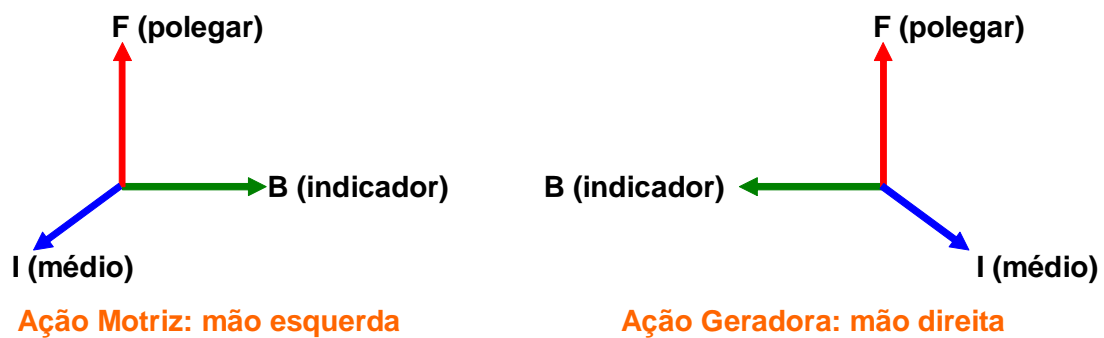 F (polegar)
F (polegar)
B (indicador)
B (indicador)
I (médio)
I (médio)
Ação Motriz: mão esquerda
Ação Geradora: mão direita